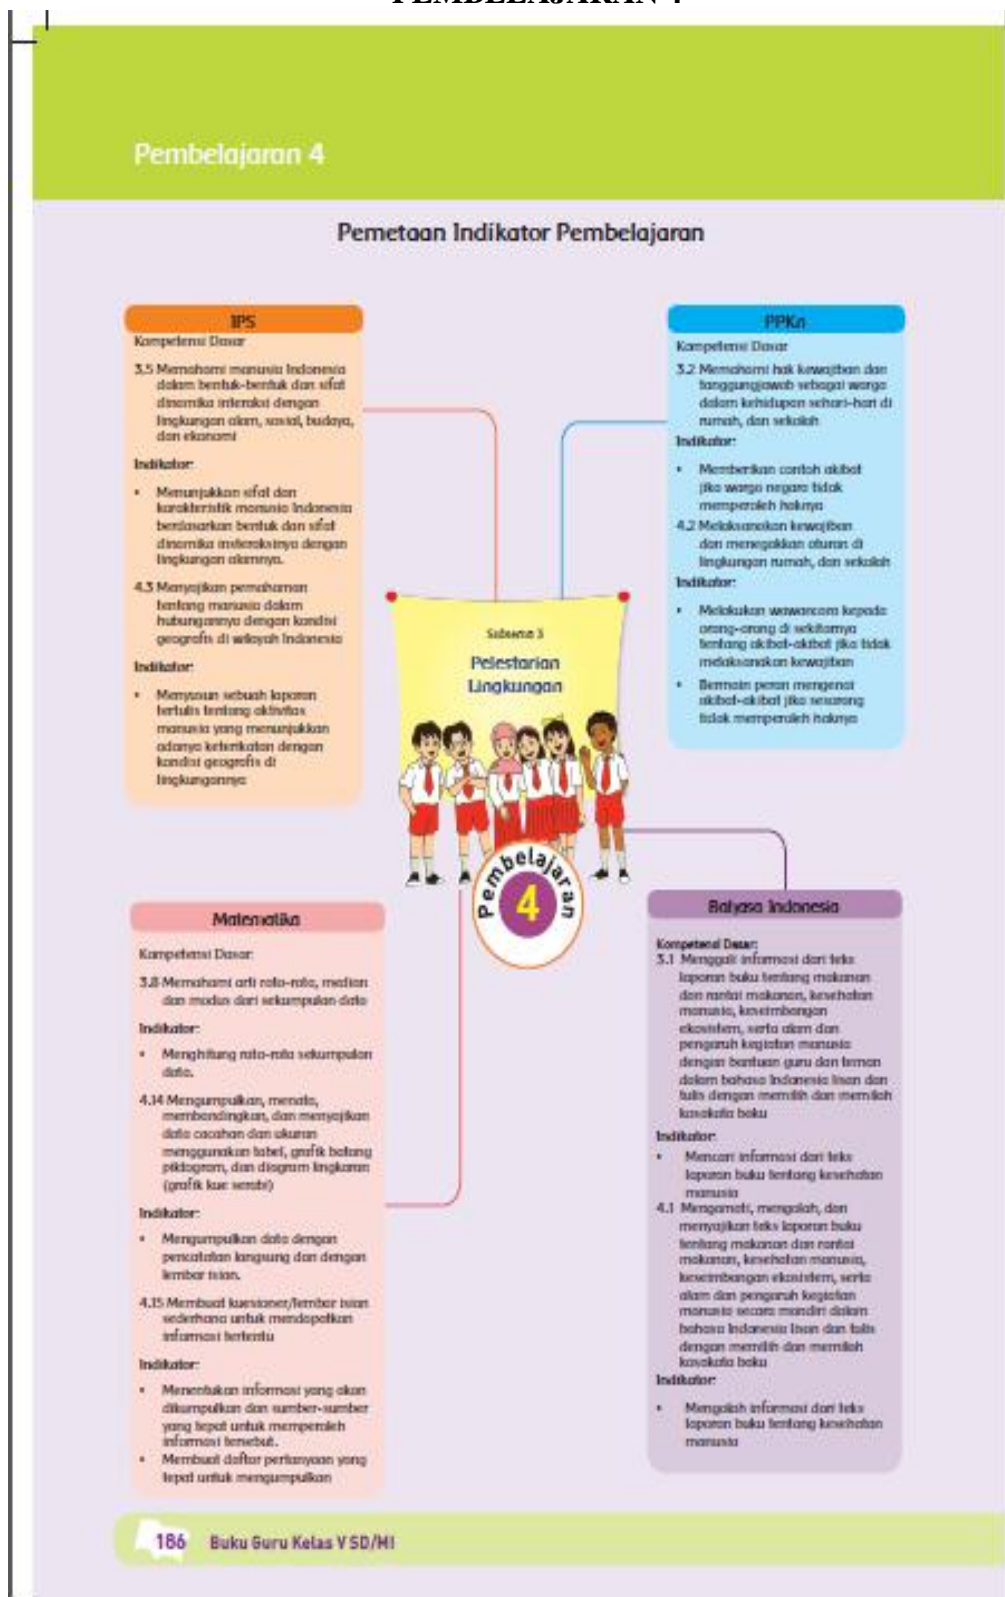 PEMBELAJARAN 4
Pembelajaran 4
Pemetaan Indikator Pembelajaran
IPS
Kompetensi Dasar
3.5 Memahami manusia Indonesia
dalam bentuk-bentuk dan sifat
dinamika interaksi dengan
lingkungan alam, sosial, budaya,
dan ekonomi
Indikator:
• Menunjukkan sifat dan
karakteristik manusia Indonesia
berdasarkan bentuk dan sifat
dinamika insteraksinya dengan
lingkungan alamnya.
4.3 Menyajikan pemahaman
tentang manusia dalam
hubungannya dengan kondisi
geografis di wilayah Indonesia
Indikator:
• Menyusun sebuah laporan
tertulis tentang aktivitas
manusia yang menunjukkan
adanya keterikatan dengan
kondisi geografis di
lingkungannya
PPKn
Kompetensi Dasar
3.2 Memahami hak kewajiban dan
tanggungjawab sebagai warga
dalam kehidupan sehari-hari di
rumah, dan sekolah
Indikator:
• Memberikan contoh akibat
jika warga negara tidak
memperoleh haknya
4.2 Melaksanakan kewajiban
dan menegakkan aturan di
lingkungan rumah, dan sekolah
Indikator:
• Melakukan wawancara kepada
orang-orang di sekitarnya
tentang akibat-akibat jika tidak
melaksanakan kewajiban
• Bermain peran mengenai
akibat-akibat jika seseorang
tidak memperoleh haknya
Subtema 3
Pelestarian
Lingkungan
Pembelajaran
4
Matematika
Kompetensi Dasar:
3.8 Memahami arti rata-rata, median
dan modus dari sekumpulan data
Indikator:
• Menghitung rata-rata sekumpulan
data.
4.14 Mengumpulkan, menata,
membandingkan, dan menyajikan
data cacahan dan ukuran
menggunakan tabel, grafik batang
piktogram, dan diagram lingkaran
(grafik kue serabi)
Indikator:
• Mengumpulkan data dengan
pencatatan langsung dan dengan
lembar isian.
4.15 Membuat kuesioner/lembar isian
sederhana untuk mendapatkan
informasi tertentu
Indikator:
• Menentukan informasi yang akan
dikumpulkan dan sumber-sumber
yang tepat untuk memperoleh
informasi tersebut.
• Membuat daftar pertanyaan yang
tepat untuk mengumpulkan
Bahasa Indonesia
Kompetensi Dasar:
3.1 Menggali informasi dari teks
laporan buku tentang makanan
dan rantai makanan, kesehatan
manusia, keseimbangan
ekosistem, serta alam dan
pengaruh kegiatan manusia
dengan bantuan guru dan teman
dalam bahasa Indonesia lisan dan
tulis dengan memilih dan memilah
kosakata baku
Indikator:
• Mencari informasi dari teks
laporan buku tentang kesehatan
manusia
4.1 Mengamati, mengolah, dan
menyajikan teks laporan buku
tentang makanan dan rantai
makanan, kesehatan manusia,
keseimbangan ekosistem, serta
alam dan pengaruh kegiatan
manusia secara mandiri dalam
bahasa Indonesia lisan dan tulis
dengan memilih dan memilah
kosakata baku
Indikator:
• Mengolah informasi dari teks
laporan buku tentang kesehatan
manusia
186 Buku Guru Kelas V SD/MI